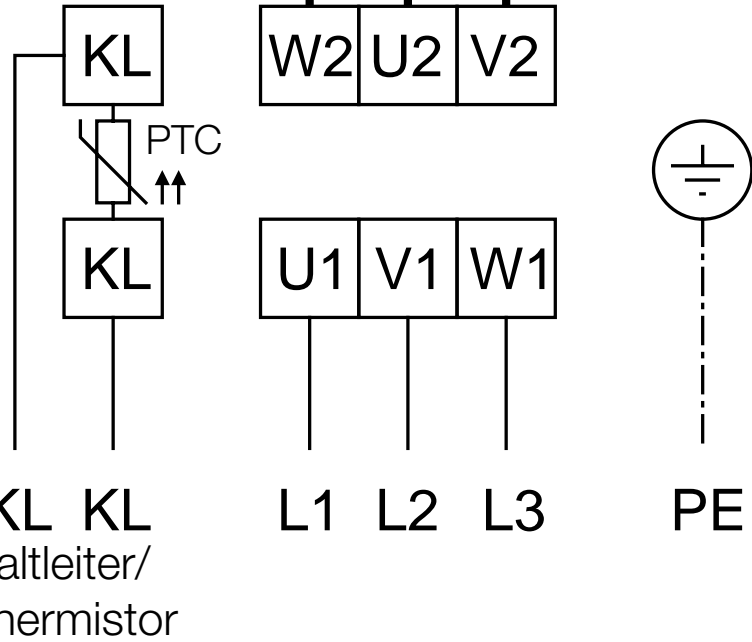 KL W2 U2 V2
PTC
KL U1 V1 W1
KL KL L1 L2 L3 PE
altleiter/
hermistor